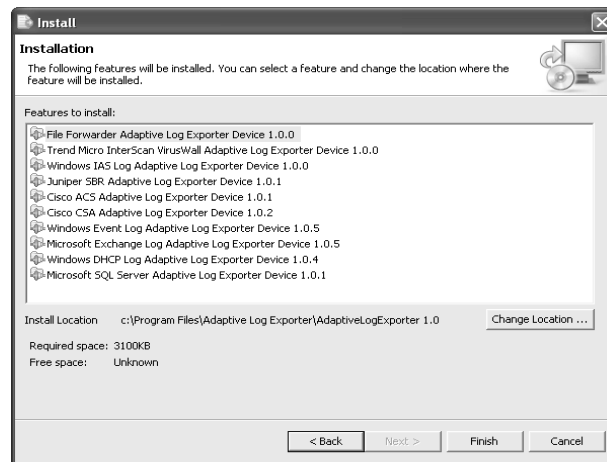 Install
Installation
The following features will be installed. You can select a feature and change the location where the
feature will be installed.
Features to install:
File Forwarder Adaptive Log Exporter Device 1.0.0
Trend Micro InterScan VirusWall Adaptive Log Exporter Device 1.0.0
Windows IAS Log Adaptive Log Exporter Device 1.0.0
Juniper SBR Adaptive Log Exporter Device 1.0.1
Cisco ACS Adaptive Log Exporter Device 1.0.1
Cisco CSA Adaptive Log Exporter Device 1.0.2
Windows Event Log Adaptive Log Exporter Device 1.0.5
Microsoft Exchange Log Adaptive Log Exporter Device 1.0.5
Windows DHCP Log Adaptive Log Exporter Device 1.0.4
Microsoft SQL Server Adaptive Log Exporter Device 1.0.1
Install Location c:\Program Files\Adaptive Log Exporter\AdaptiveLogExporter 1.0 Change Location ...
Required space: 3100KB
Free space: Unknown
< Back Next > Finish Cancel